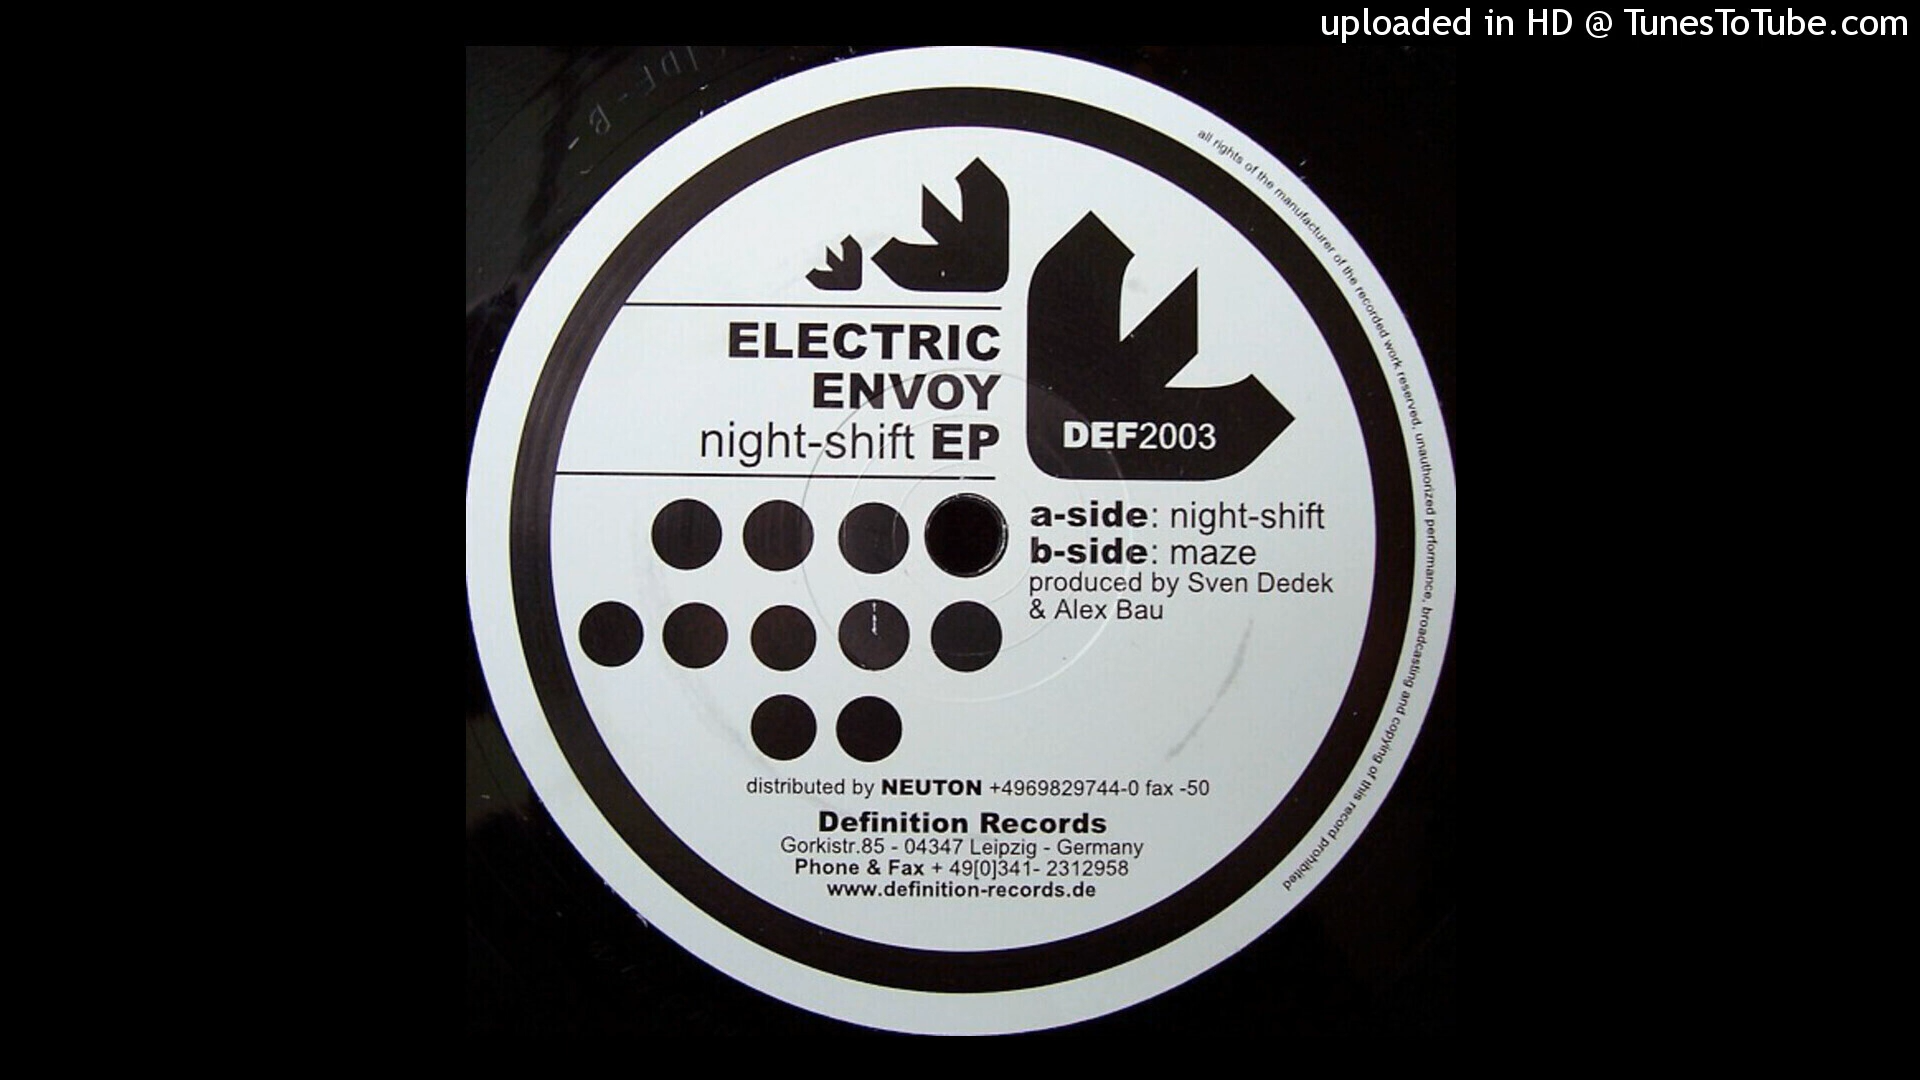 uploaded in HD @ TunesToTube.com
all rights of the manufacturer of the recorded work reserved, unauthorized performance, broadcasting and copying of this record prohibited
ELECTRIC
ENVOY
night-shift EP
DEF2003
a-side: night-shift
b-side: maze
produced by Sven Dedek
& Alex Bau
distributed by NEUTON +4969829744-0 fax -50
Definition Records
Gorkistr.85 - 04347 Leipzig - Germany
Phone & Fax + 49[0]341- 2312958
www.definition-records.de